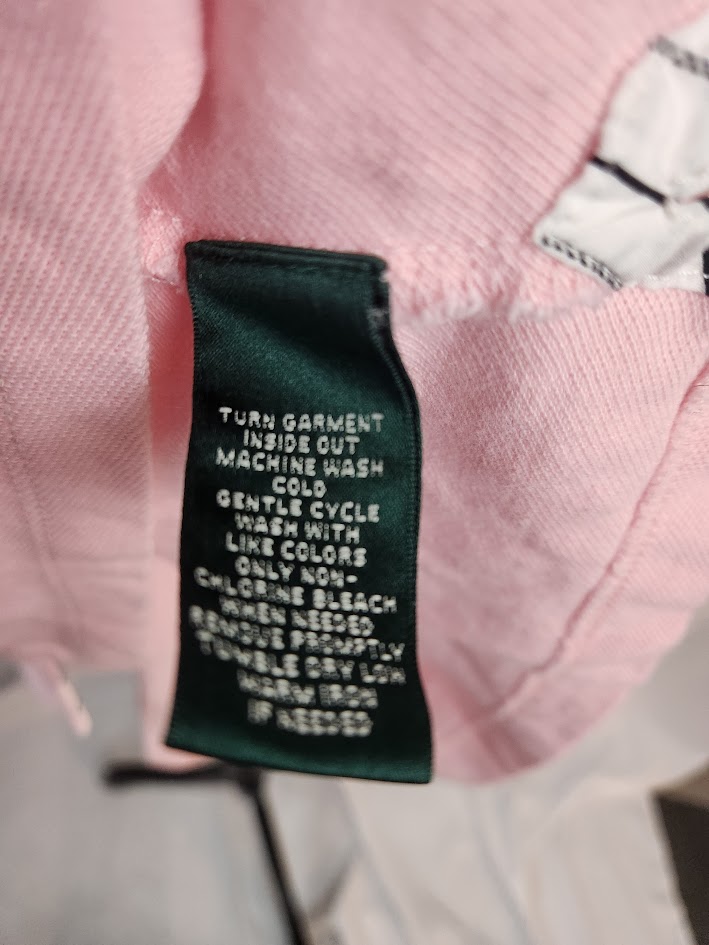 TURN GARMENT
INSIDE OUT
MACHINE WASH
COLD
GENTLE CYCLE
WASH WITH
LIKE COLORS
ONLY NON-
CHLORINE BLEACH
WHEN NEEDED
REMOVE PROMPTLY
TUMBLE DRY LOW
WARM IRON
IF NEEDED